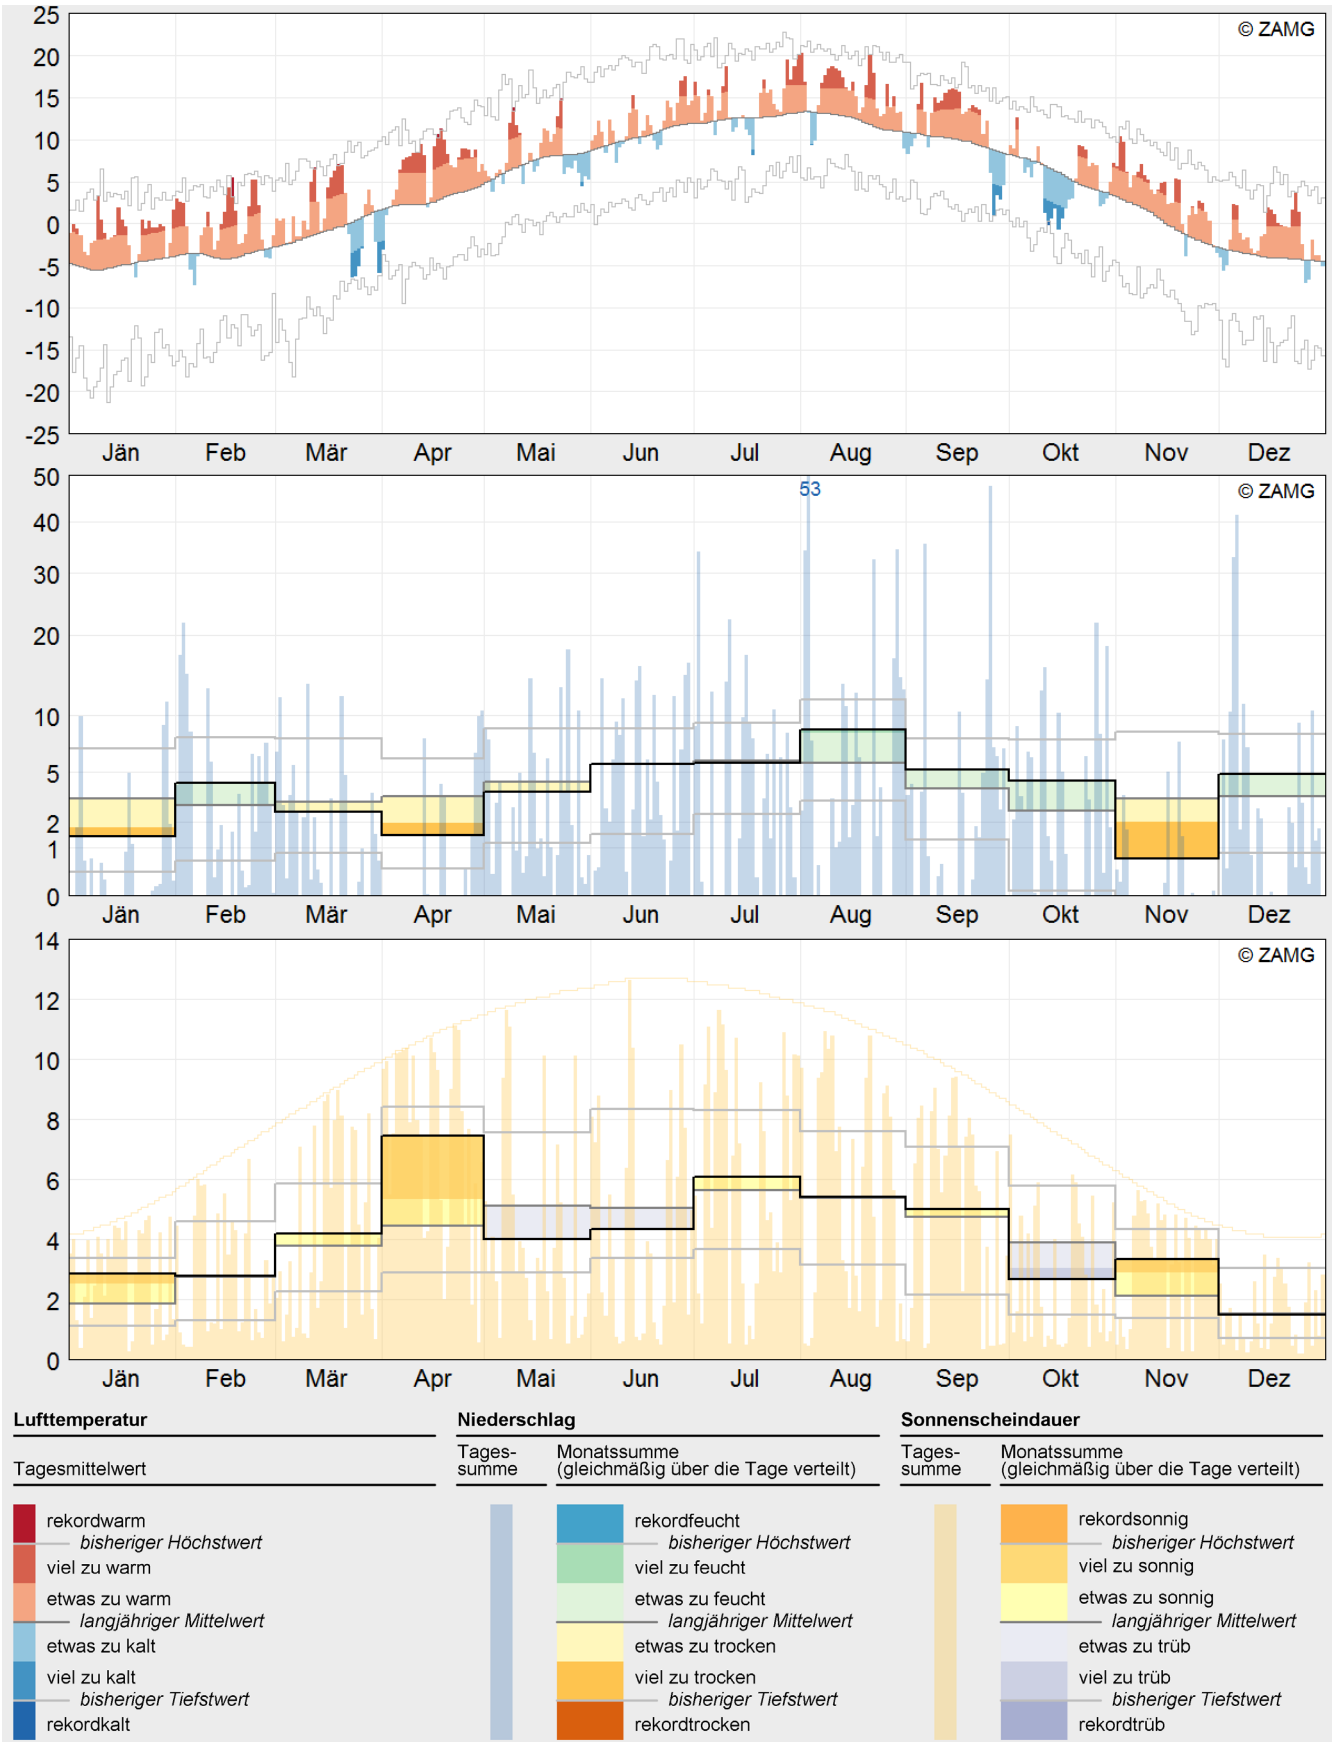 25
© ZAMG
20
15
10
5
0
-5
-10
-15
-20
-25
Jän Feb Mär Apr Mai Jun Jul Aug Sep Okt Nov Dez
50
53
© ZAMG
40
30
20
10
5
2
1
0
Jän Feb Mär Apr Mai Jun Jul Aug Sep Okt Nov Dez
14
© ZAMG
12
10
8
6
4
2
0
Jän Feb Mär Apr Mai Jun Jul Aug Sep Okt Nov Dez
Lufttemperatur
Tagesmittelwert
rekordwarm
bisheriger Höchstwert
viel zu warm
etwas zu warm
langjähriger Mittelwert
etwas zu kalt
viel zu kalt
bisheriger Tiefstwert
rekordkalt
Niederschlag
Tages-
summe
Monatssumme
(gleichmäßig über die Tage verteilt)
rekordfeucht
bisheriger Höchstwert
viel zu feucht
etwas zu feucht
langjähriger Mittelwert
etwas zu trocken
viel zu trocken
bisheriger Tiefstwert
rekordtrocken
Sonnenscheindauer
Tages-
summe
Monatssumme
(gleichmäßig über die Tage verteilt)
rekordsonnig
bisheriger Höchstwert
viel zu sonnig
etwas zu sonnig
langjähriger Mittelwert
etwas zu trüb
viel zu trüb
bisheriger Tiefstwert
rekordtrüb